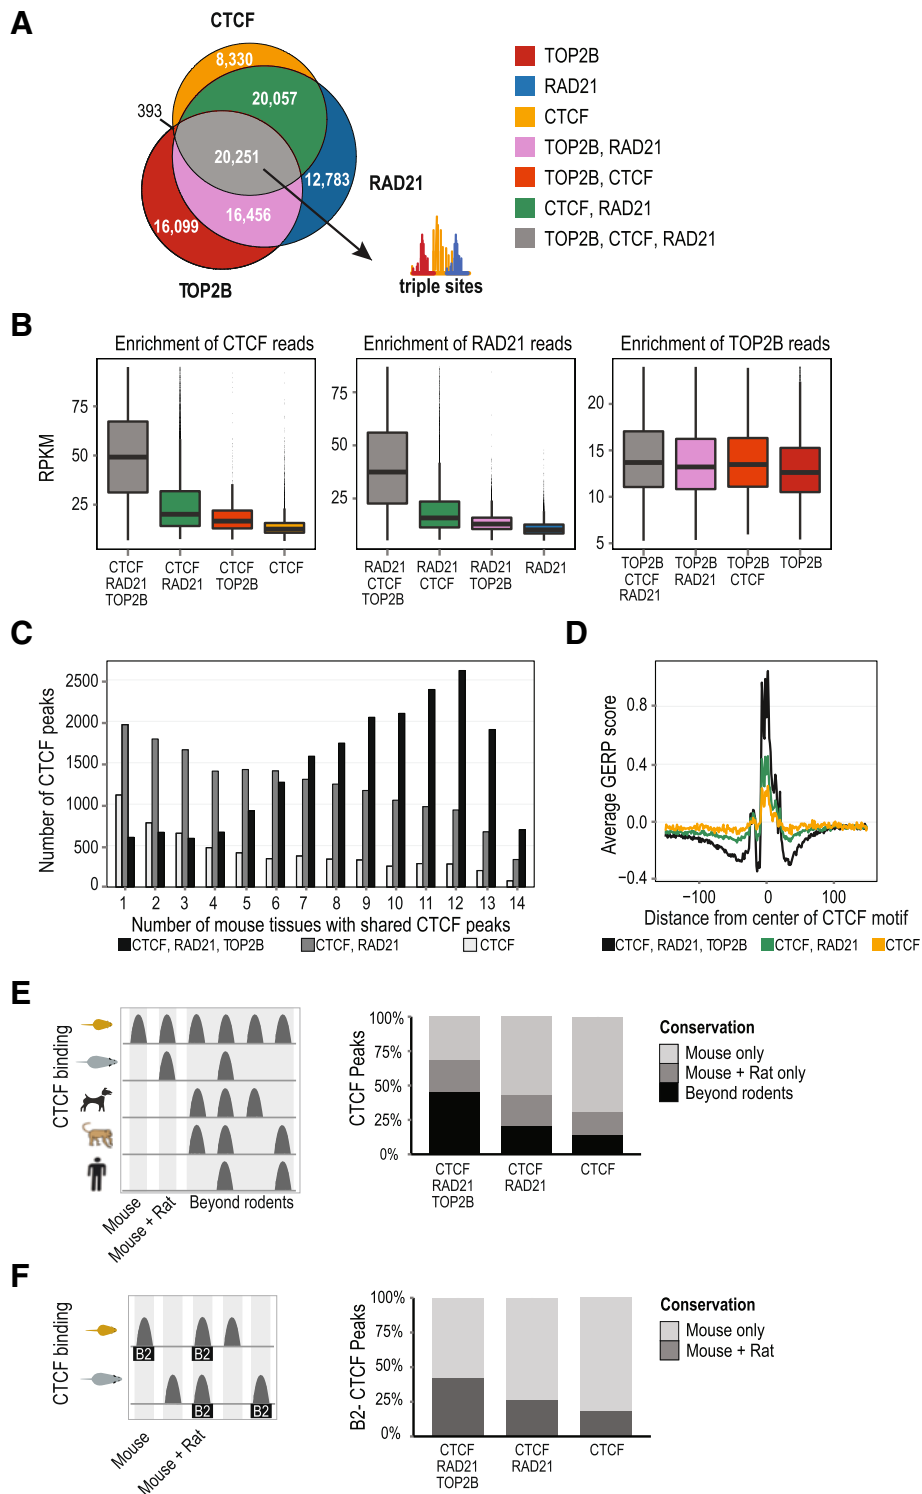 A
CTCF
8,330
20,057
393
20,251
12,783
RAD21
16,456
16,099
TOP2B
triple sites
TOP2B
RAD21
CTCF
TOP2B, RAD21
TOP2B, CTCF
CTCF, RAD21
TOP2B, CTCF, RAD21
B
Enrichment of CTCF reads
RPKM
75
50
25
CTCF
RAD21
TOP2B
CTCF
RAD21
CTCF
TOP2B
CTCF
Enrichment of RAD21 reads
75
50
25
RAD21
CTCF
TOP2B
RAD21
CTCF
RAD21
TOP2B
RAD21
Enrichment of TOP2B reads
20
15
10
5
TOP2B
CTCF
RAD21
TOP2B
RAD21
TOP2B
CTCF
TOP2B
C
Number of CTCF peaks
2500
2000
1500
1000
500
0
1 2 3 4 5 6 7 8 9 10 11 12 13 14
Number of mouse tissues with shared CTCF peaks
CTCF, RAD21, TOP2B
CTCF, RAD21
CTCF
D
Average GERP score
0.8
0.4
0.0
−0.4
−100 0 100
Distance from center of CTCF motif
CTCF, RAD21, TOP2B
CTCF, RAD21
CTCF
E
CTCF binding
Mouse
Mouse + Rat
Beyond rodents
CTCF Peaks
100%
75%
50%
25%
0%
CTCF
RAD21
TOP2B
CTCF
RAD21
CTCF
Conservation
Mouse only
Mouse + Rat only
Beyond rodents
F
CTCF binding
B2
B2
B2
B2
Mouse
Mouse + Rat
B2- CTCF Peaks
100%
75%
50%
25%
0%
CTCF
RAD21
TOP2B
CTCF
RAD21
CTCF
Conservation
Mouse only
Mouse + Rat